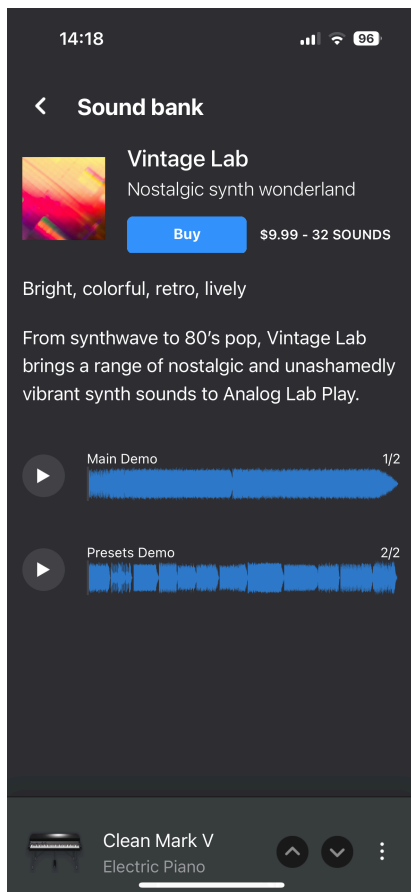 14:18
96
Sound bank
Vintage Lab
Nostalgic synth wonderland
Buy
$9.99 - 32 SOUNDS
Bright, colorful, retro, lively
From synthwave to 80’s pop, Vintage Lab
brings a range of nostalgic and unashamedly
vibrant synth sounds to Analog Lab Play.
Main Demo
1/2
Presets Demo
2/2
Clean Mark V
Electric Piano